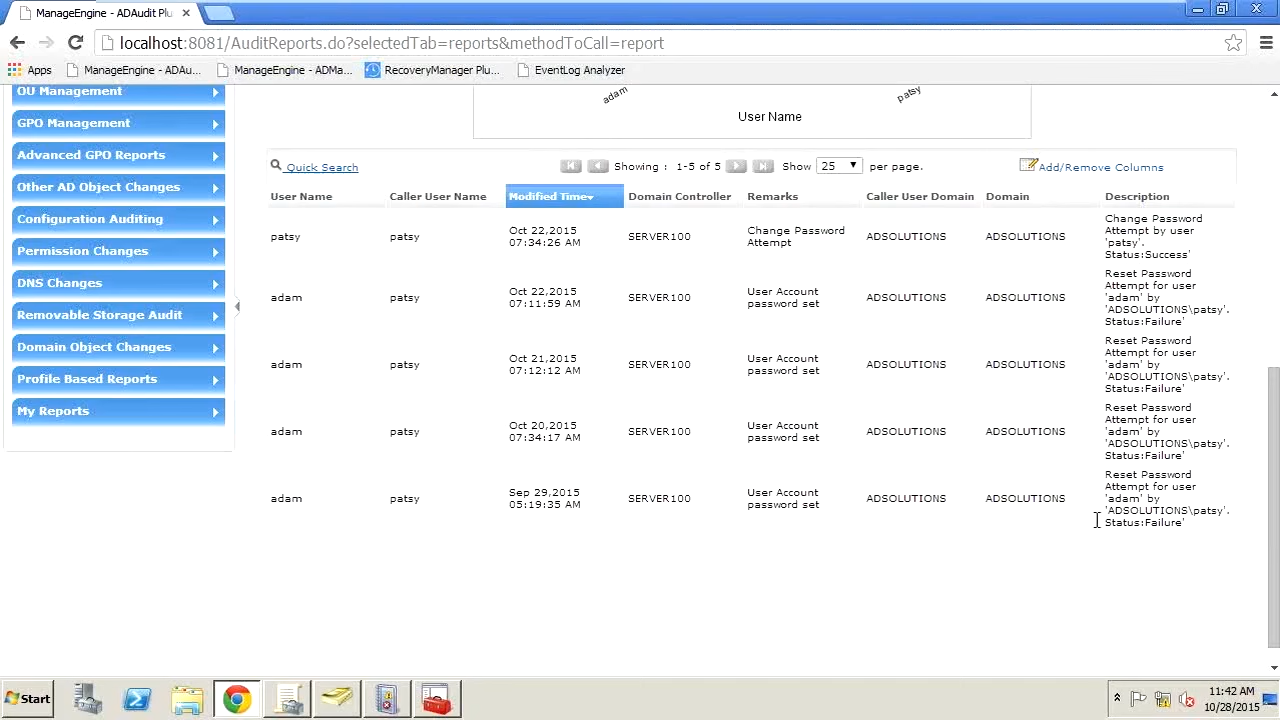 ManageEngine - ADAudit Plu
localhost:8081/AuditReports.do?selectedTab=reports&methodToCall=report
Apps ManageEngine - ADAu... ManageEngine - ADMa... RecoveryManager Plu... EventLog Analyzer
OU Management
GPO Management
Advanced GPO Reports
Other AD Object Changes
Configuration Auditing
Permission Changes
DNS Changes
Removable Storage Audit
Domain Object Changes
Profile Based Reports
My Reports
adam patsy
User Name
Quick Search Showing : 1-5 of 5 Show 25 per page. Add/Remove Columns
User Name Caller User Name Modified Time Domain Controller Remarks Caller User Domain Domain Description
patsy patsy Oct 22,2015
07:34:26 AM SERVER100 Change Password
Attempt ADSOLUTIONS ADSOLUTIONS Change Password
Attempt by user
'patsy'.
Status:Success'
adam patsy Oct 22,2015
07:11:59 AM SERVER100 User Account
password set ADSOLUTIONS ADSOLUTIONS Reset Password
Attempt for user
'adam' by
'ADSOLUTIONS\patsy'.
Status:Failure'
adam patsy Oct 21,2015
07:12:12 AM SERVER100 User Account
password set ADSOLUTIONS ADSOLUTIONS Reset Password
Attempt for user
'adam' by
'ADSOLUTIONS\patsy'.
Status:Failure'
adam patsy Oct 20,2015
07:34:17 AM SERVER100 User Account
password set ADSOLUTIONS ADSOLUTIONS Reset Password
Attempt for user
'adam' by
'ADSOLUTIONS\patsy'.
Status:Failure'
adam patsy Sep 29,2015
05:19:35 AM SERVER100 User Account
password set ADSOLUTIONS ADSOLUTIONS Reset Password
Attempt for user
'adam' by
'ADSOLUTIONS\patsy'.
Status:Failure'
Start
11:42 AM
10/28/2015